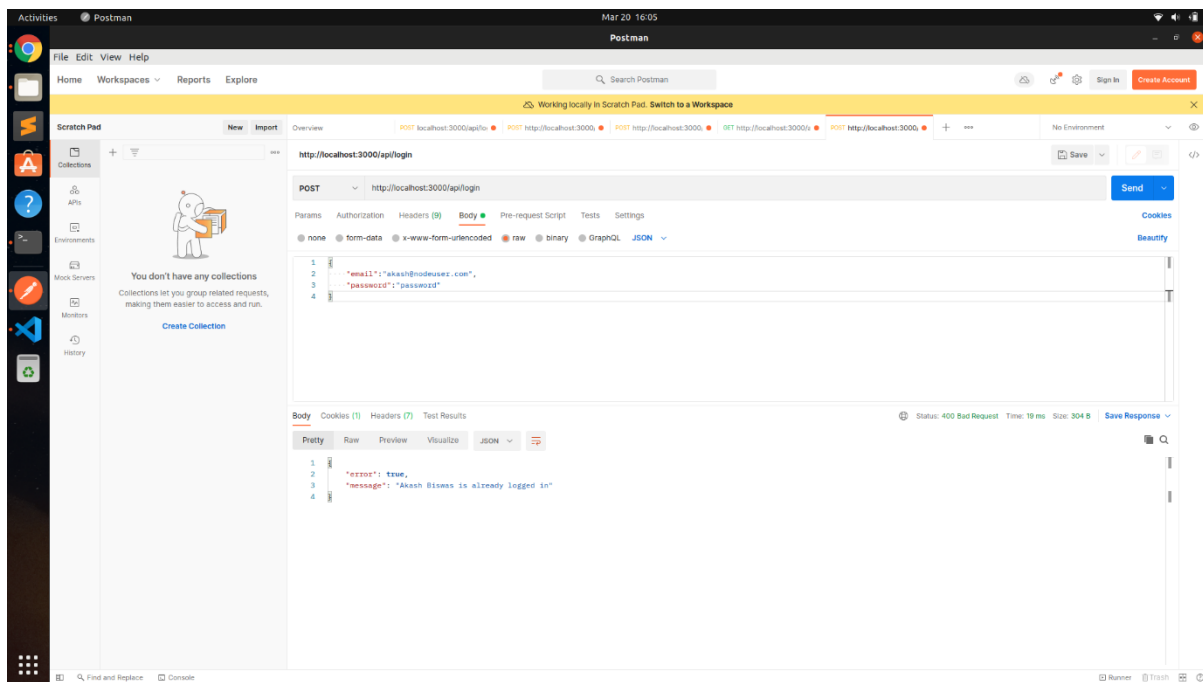 Activities Postman Mar 20 16:05
Postman
File Edit View Help
Home Workspaces Reports Explore Search Postman Sign In Create Account
Working locally in Scratch Pad. Switch to a Workspace
Scratch Pad New Import Overview POST localhost:3000/api/lo POST http://localhost:3000, POST http://localhost:3000, GET http://localhost:3000/ POST http://localhost:3000, No Environment
http://localhost:3000/api/login Save
Collections
POST http://localhost:3000/api/login Send
APIs
Params Authorization Headers (9) Body Pre-request Script Tests Settings Cookies
Environments
none form-data x-www-form-urlencoded raw binary GraphQL JSON Beautify
Mock Servers
You don't have any collections
Collections let you group related requests,
making them easier to access and run.
Create Collection
Monitors
History
1 {
2 "email":"akash@nodeuser.com",
3 "password":"password"
4 }
Body Cookies (1) Headers (7) Test Results Status: 400 Bad Request Time: 19 ms Size: 304 B Save Response
Pretty Raw Preview Visualize JSON
1 {
2 "error": true,
3 "message": "Akash Biswas is already logged in"
4 }
Find and Replace Console Runner Trash